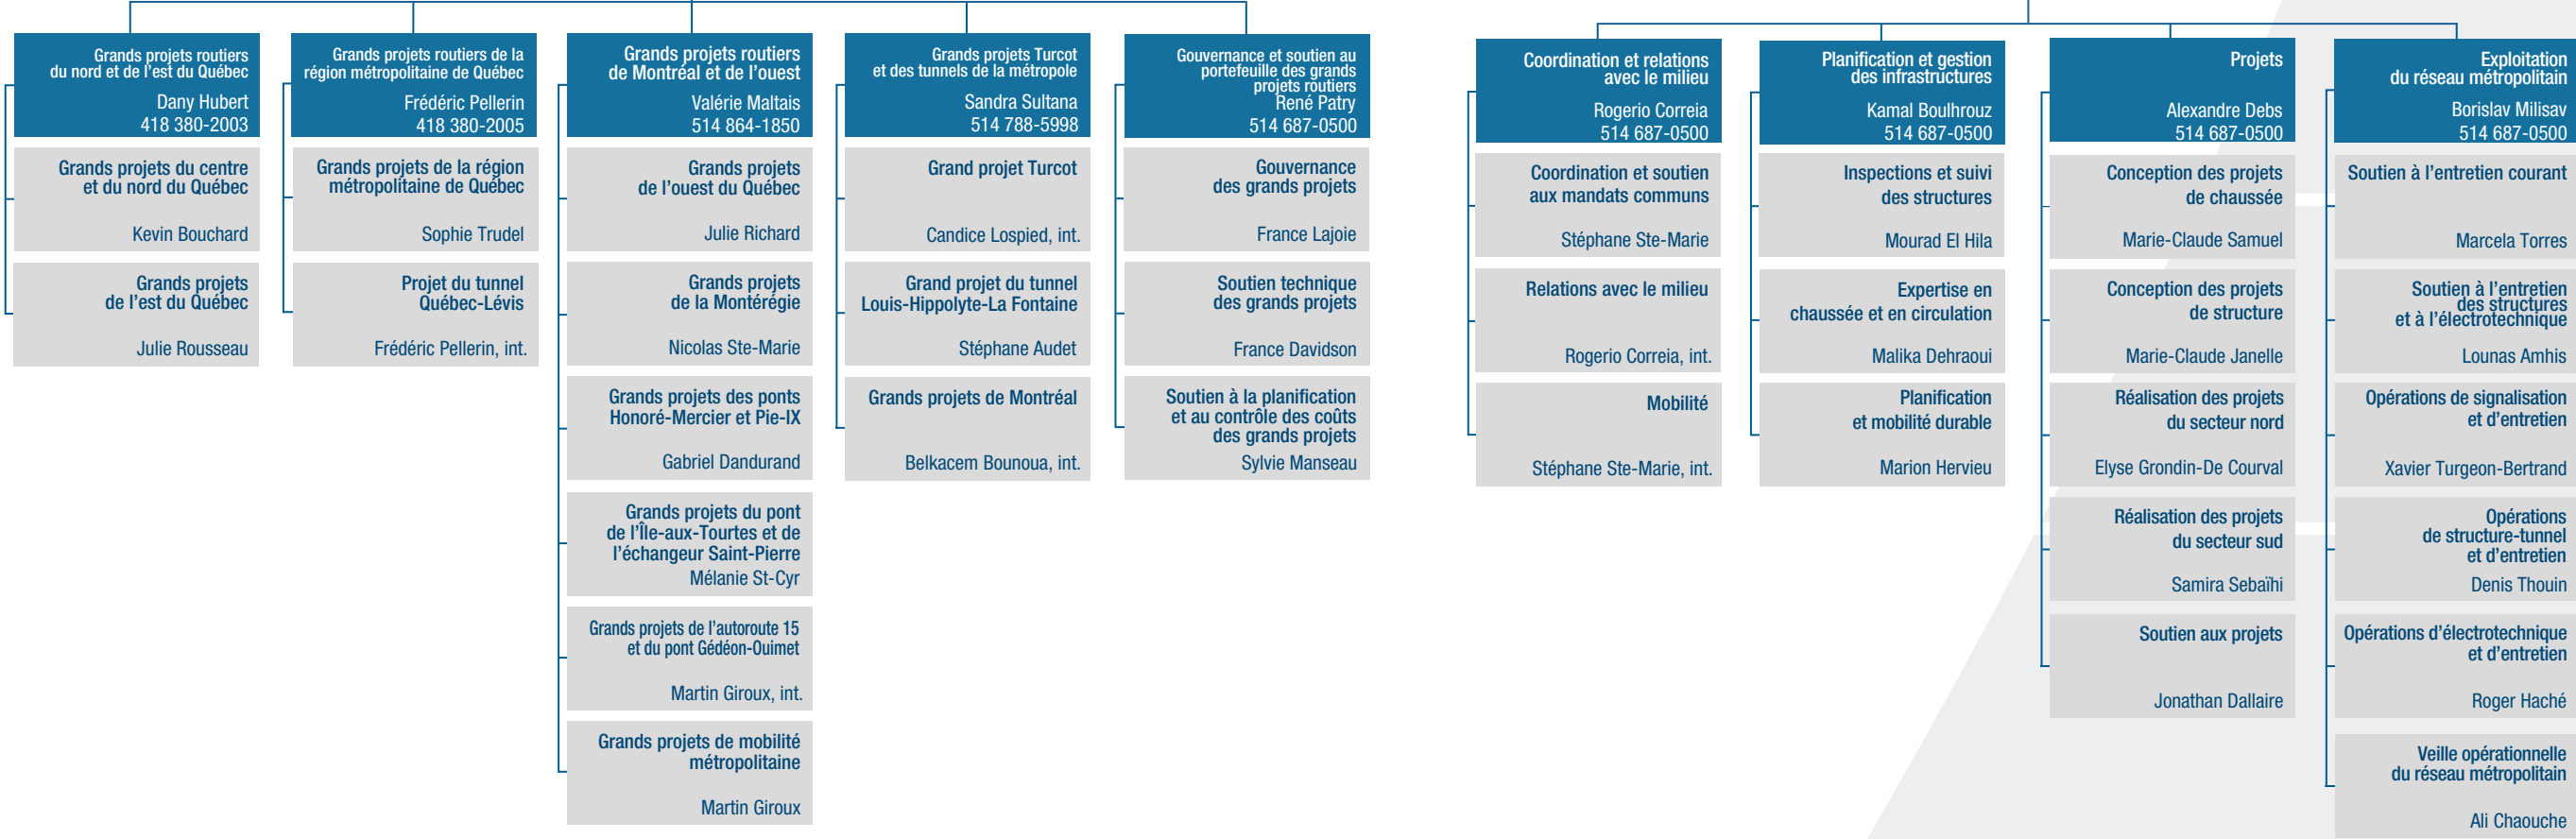 Grands projets routiers
du nord et de l'est du Québec
Dany Hubert
418 380-2003
Grands projets du centre
et du nord du Québec
Kevin Bouchard
Grands projets
de l'est du Québec
Julie Rousseau
Grands projets routiers de la
région métropolitaine de Québec
Frédéric Pellerin
418 380-2005
Grands projets de la région
métropolitaine de Québec
Sophie Trudel
Projet du tunnel
Québec-Lévis
Frédéric Pellerin, int.
Grands projets routiers
de Montréal et de l'ouest
Valérie Maltais
514 864-1850
Grands projets
de l'ouest du Québec
Julie Richard
Grands projets
de la Montérégie
Nicolas Ste-Marie
Grands projets des ponts
Honoré-Mercier et Pie-IX
Gabriel Dandurand
Grands projets du pont
de l'Île-aux-Tourtes et de
l'échangeur Saint-Pierre
Mélanie St-Cyr
Grands projets de l'autoroute 15
et du pont Gédéon-Ouimet
Martin Giroux, int.
Grands projets de mobilité
métropolitaine
Martin Giroux
Grands projets Turcot
et des tunnels de la métropole
Sandra Sultana
514 788-5998
Grand projet Turcot
Candice Lospied, int.
Grand projet du tunnel
Louis-Hippolyte-La Fontaine
Stéphane Audet
Grands projets de Montréal
Belkacem Bounoua, int.
Gouvernance et soutien au
portefeuille des grands
projets routiers
René Patry
514 687-0500
Gouvernance
des grands projets
France Lajoie
Soutien technique
des grands projets
France Davidson
Soutien à la planification
et au contrôle des coûts
des grands projets
Sylvie Manseau
Coordination et relations
avec le milieu
Rogerio Correia
514 687-0500
Coordination et soutien
aux mandats communs
Stéphane Ste-Marie
Relations avec le milieu
Rogerio Correia, int.
Mobilité
Stéphane Ste-Marie, int.
Planification et gestion
des infrastructures
Kamal Boulhrouz
514 687-0500
Inspections et suivi
des structures
Mourad El Hila
Expertise en
chaussée et en circulation
Malika Dehraoui
Planification
et mobilité durable
Marion Hervieu
Projets
Alexandre Debs
514 687-0500
Conception des projets
de chaussée
Marie-Claude Samuel
Conception des projets
de structure
Marie-Claude Janelle
Réalisation des projets
du secteur nord
Elyse Grondin-De Courval
Réalisation des projets
du secteur sud
Samira Sebaïhi
Soutien aux projets
Jonathan Dallaire
Exploitation
du réseau métropolitain
Borislav Milisav
514 687-0500
Soutien à l'entretien courant
Marcela Torres
Soutien à l'entretien
des structures
et à l'électrotechnique
Lounas Amhis
Opérations de signalisation
et d'entretien
Xavier Turgeon-Bertrand
Opérations
de structure-tunnel
et d'entretien
Denis Thouin
Opérations d'électrotechnique
et d'entretien
Roger Haché
Veille opérationnelle
du réseau métropolitain
Ali Chaouche